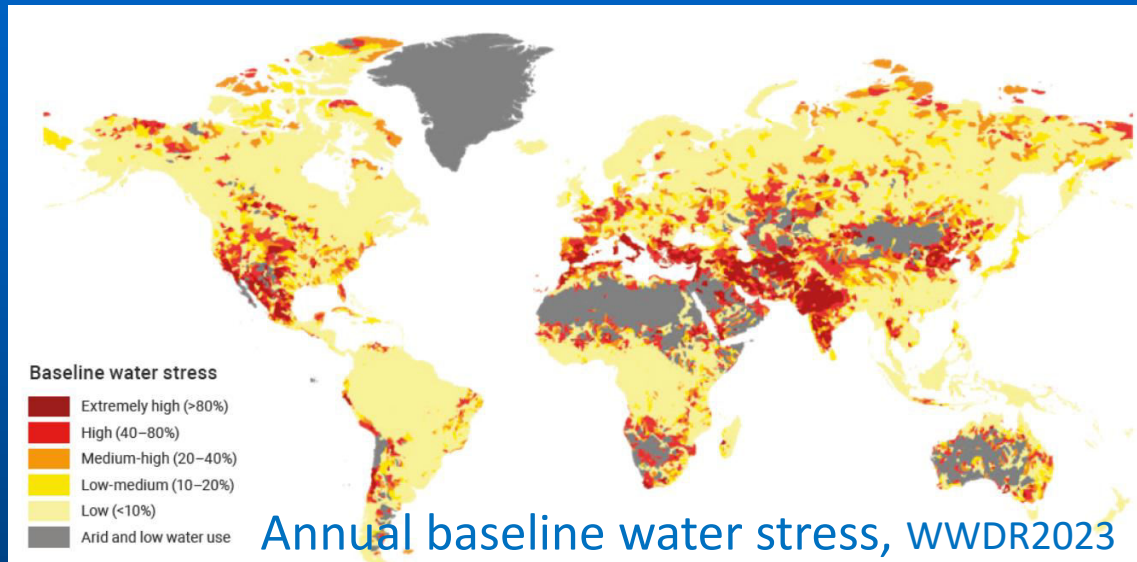 Baseline water stress
Extremely high (>80%)
High (40–80%)
Medium-high (20–40%)
Low-medium (10–20%)
Low (<10%)
Arid and low water use
Annual baseline water stress, WWDR2023